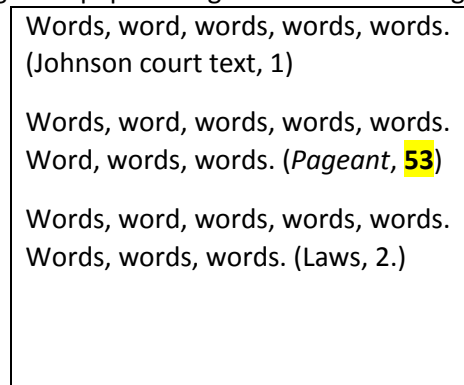 Words, word, words, words, words.
(Johnson court text, 1)
Words, word, words, words, words.
Word, words, words. (Pageant, 53)
Words, word, words, words, words.
Words, words, words. (Laws, 2.)